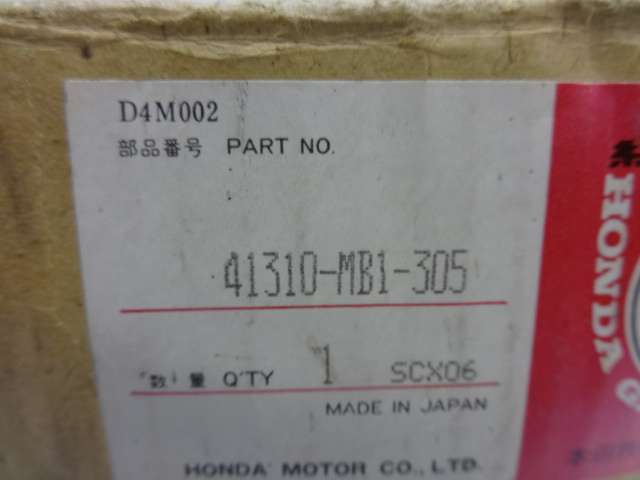 D4M002
部品番号 PART NO.
41310-MB1-305
数量 Q'TY 1 SCX06
MADE IN JAPAN
HONDA MOTOR CO., LTD.
HONDA